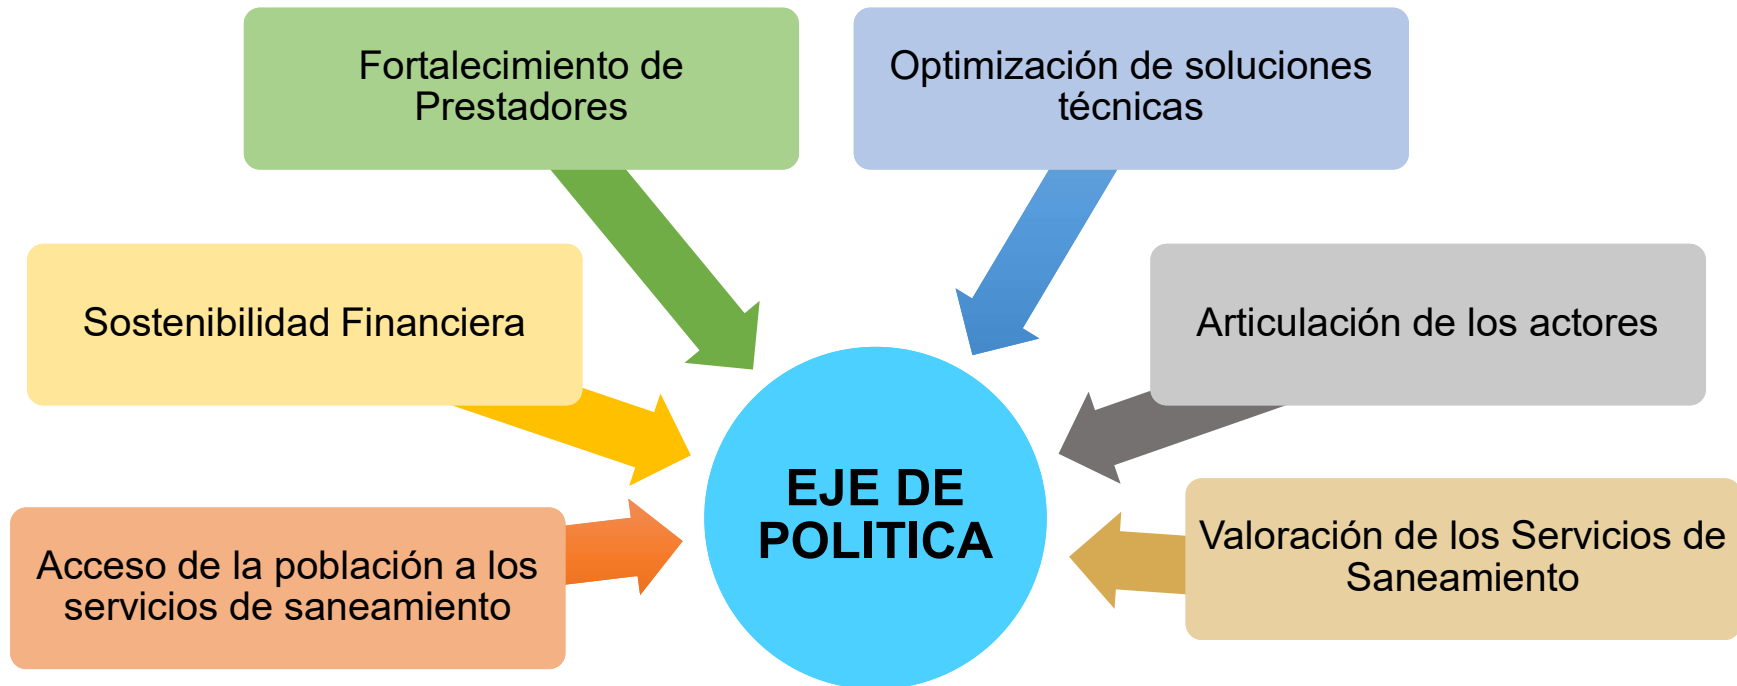 Fortalecimiento de
Prestadores
Optimización de soluciones
técnicas
Sostenibilidad Financiera
Articulación de los actores
EJE DE
POLITICA
Acceso de la población a los
servicios de saneamiento
Valoración de los Servicios de
Saneamiento